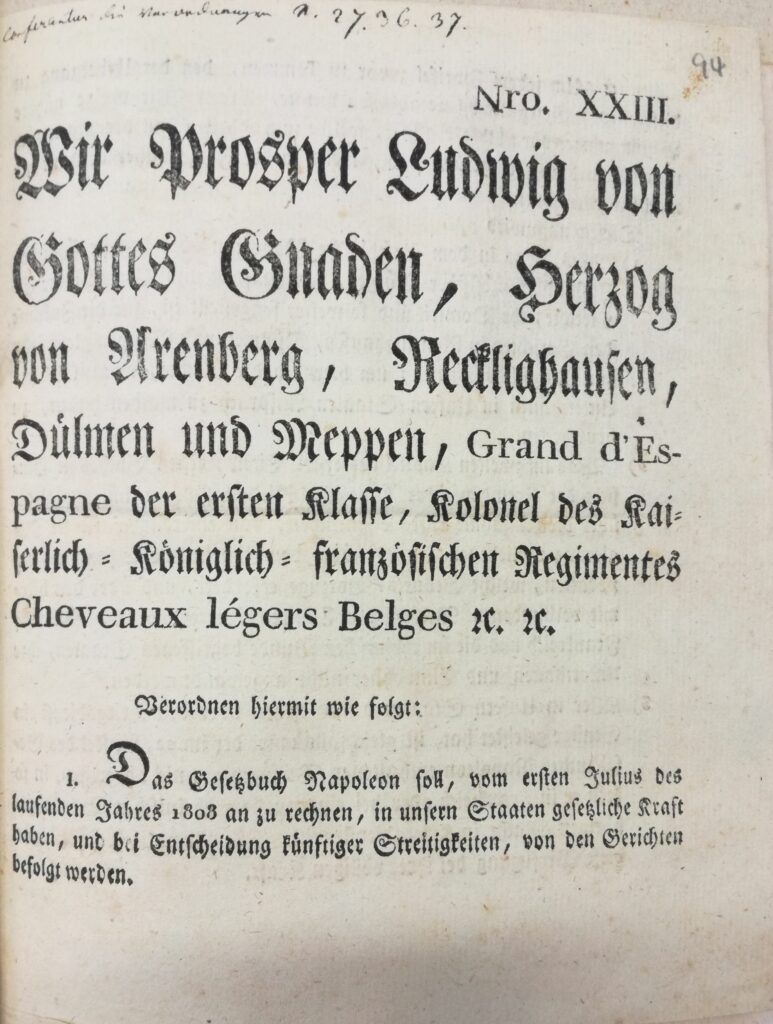 conferantur die Verordnungen N. 27. 36. 37.
94
Nro. XXIII.
Wir Prosper Ludwig von
Gottes Gnaden, Herzog
von Arenberg, Recklighausen,
Dülmen und Meppen, Grand d'Es-
pagne der ersten Klasse, Kolonel des Kai-
serlich-Königlich-französischen Regimentes
Cheveaux légers Belges ꝛc. ꝛc.
Verordnen hiermit wie folgt:
1. Das Gesetzbuch Napoleon soll, vom ersten Julius des
laufenden Jahres 1808 an zu rechnen, in unsern Staaten gesetzliche Kraft
haben, und bei Entscheidung künftiger Streitigkeiten, von den Gerichten
befolgt werden.